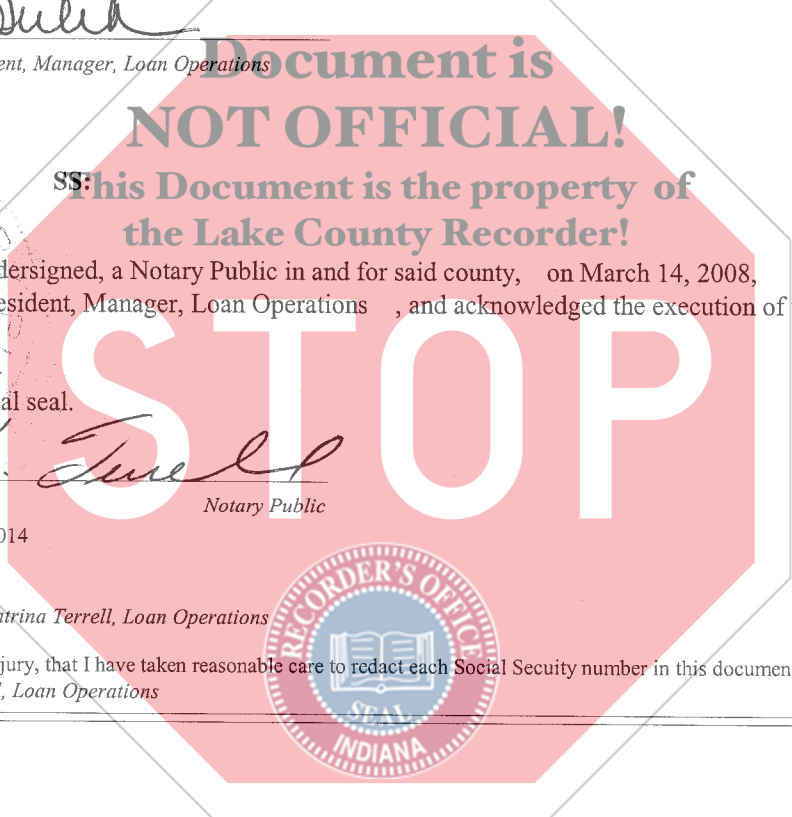 ent, Manager, Loan Operations
Document is
NOT OFFICIAL!
SS:
This Document is the property of
the Lake County Recorder!
dersigned, a Notary Public in and for said county, on March 14, 2008,
esident, Manager, Loan Operations , and acknowledged the execution of
STOP
al seal.
Notary Public
014
RECORDER'S OFFICE
atrina Terrell, Loan Operations
jury, that I have taken reasonable care to redact each Social Secuity number in this documen
, Loan Operations
SEAL
INDIANA